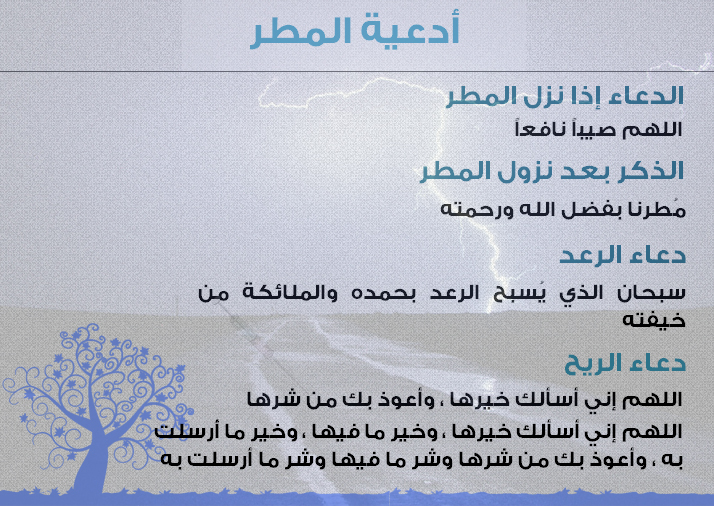 أدعية المطر
الدعاء إذا نزل المطر
اللهم صيباً نافعاً
الذكر بعد نزول المطر
مُطرنا بفضل الله ورحمته
دعاء الرعد
سبحان الذي يُسبح الرعد بحمده والملائكة من
خيفته
دعاء الريح
اللهم إني أسألك خيرها ، وأعوذ بك من شرها
اللهم إني أسألك خيرها ، وخير ما فيها ، وخير ما أرسلت
به ، وأعوذ بك من شرها وشر ما فيها وشر ما أرسلت به